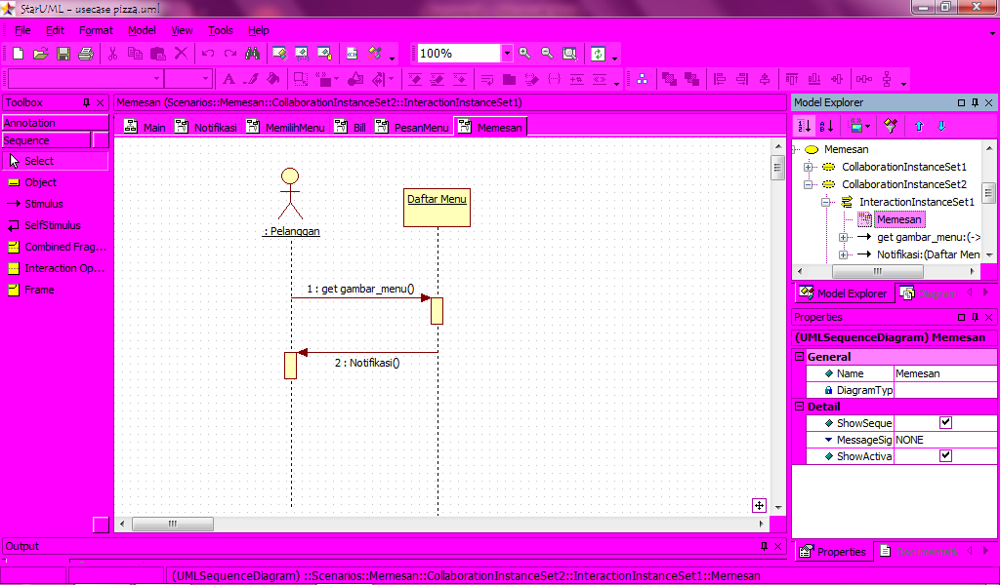 StarUML - usecase pizza.uml
File Edit Format Model View Tools Help
100%
Toolbox
Annotation
Sequence
Select
Object
Stimulus
SelfStimulus
Combined Frag...
Interaction Op...
Frame
Memesan (Scenarios::Memesan::CollaborationInstanceSet2::InteractionInstanceSet1)
Main Notifikasi MemilihMenu Bill PesanMenu Memesan
: Pelanggan
Daftar Menu
1 : get gambar_menu()
2 : Notifikasi()
Model Explorer
Memesan
CollaborationInstanceSet1
CollaborationInstanceSet2
InteractionInstanceSet1
Memesan
get gambar_menu:(->
Notifikasi:(Daftar Men
Model Explorer Diagram
Properties
(UMLSequenceDiagram) Memesan
General
Name Memesan
DiagramTyp
Detail
ShowSeque
MessageSig NONE
ShowActiva
Properties Documentati
Output
(UMLSequenceDiagram) ::Scenarios::Memesan::CollaborationInstanceSet2::InteractionInstanceSet1::Memesan